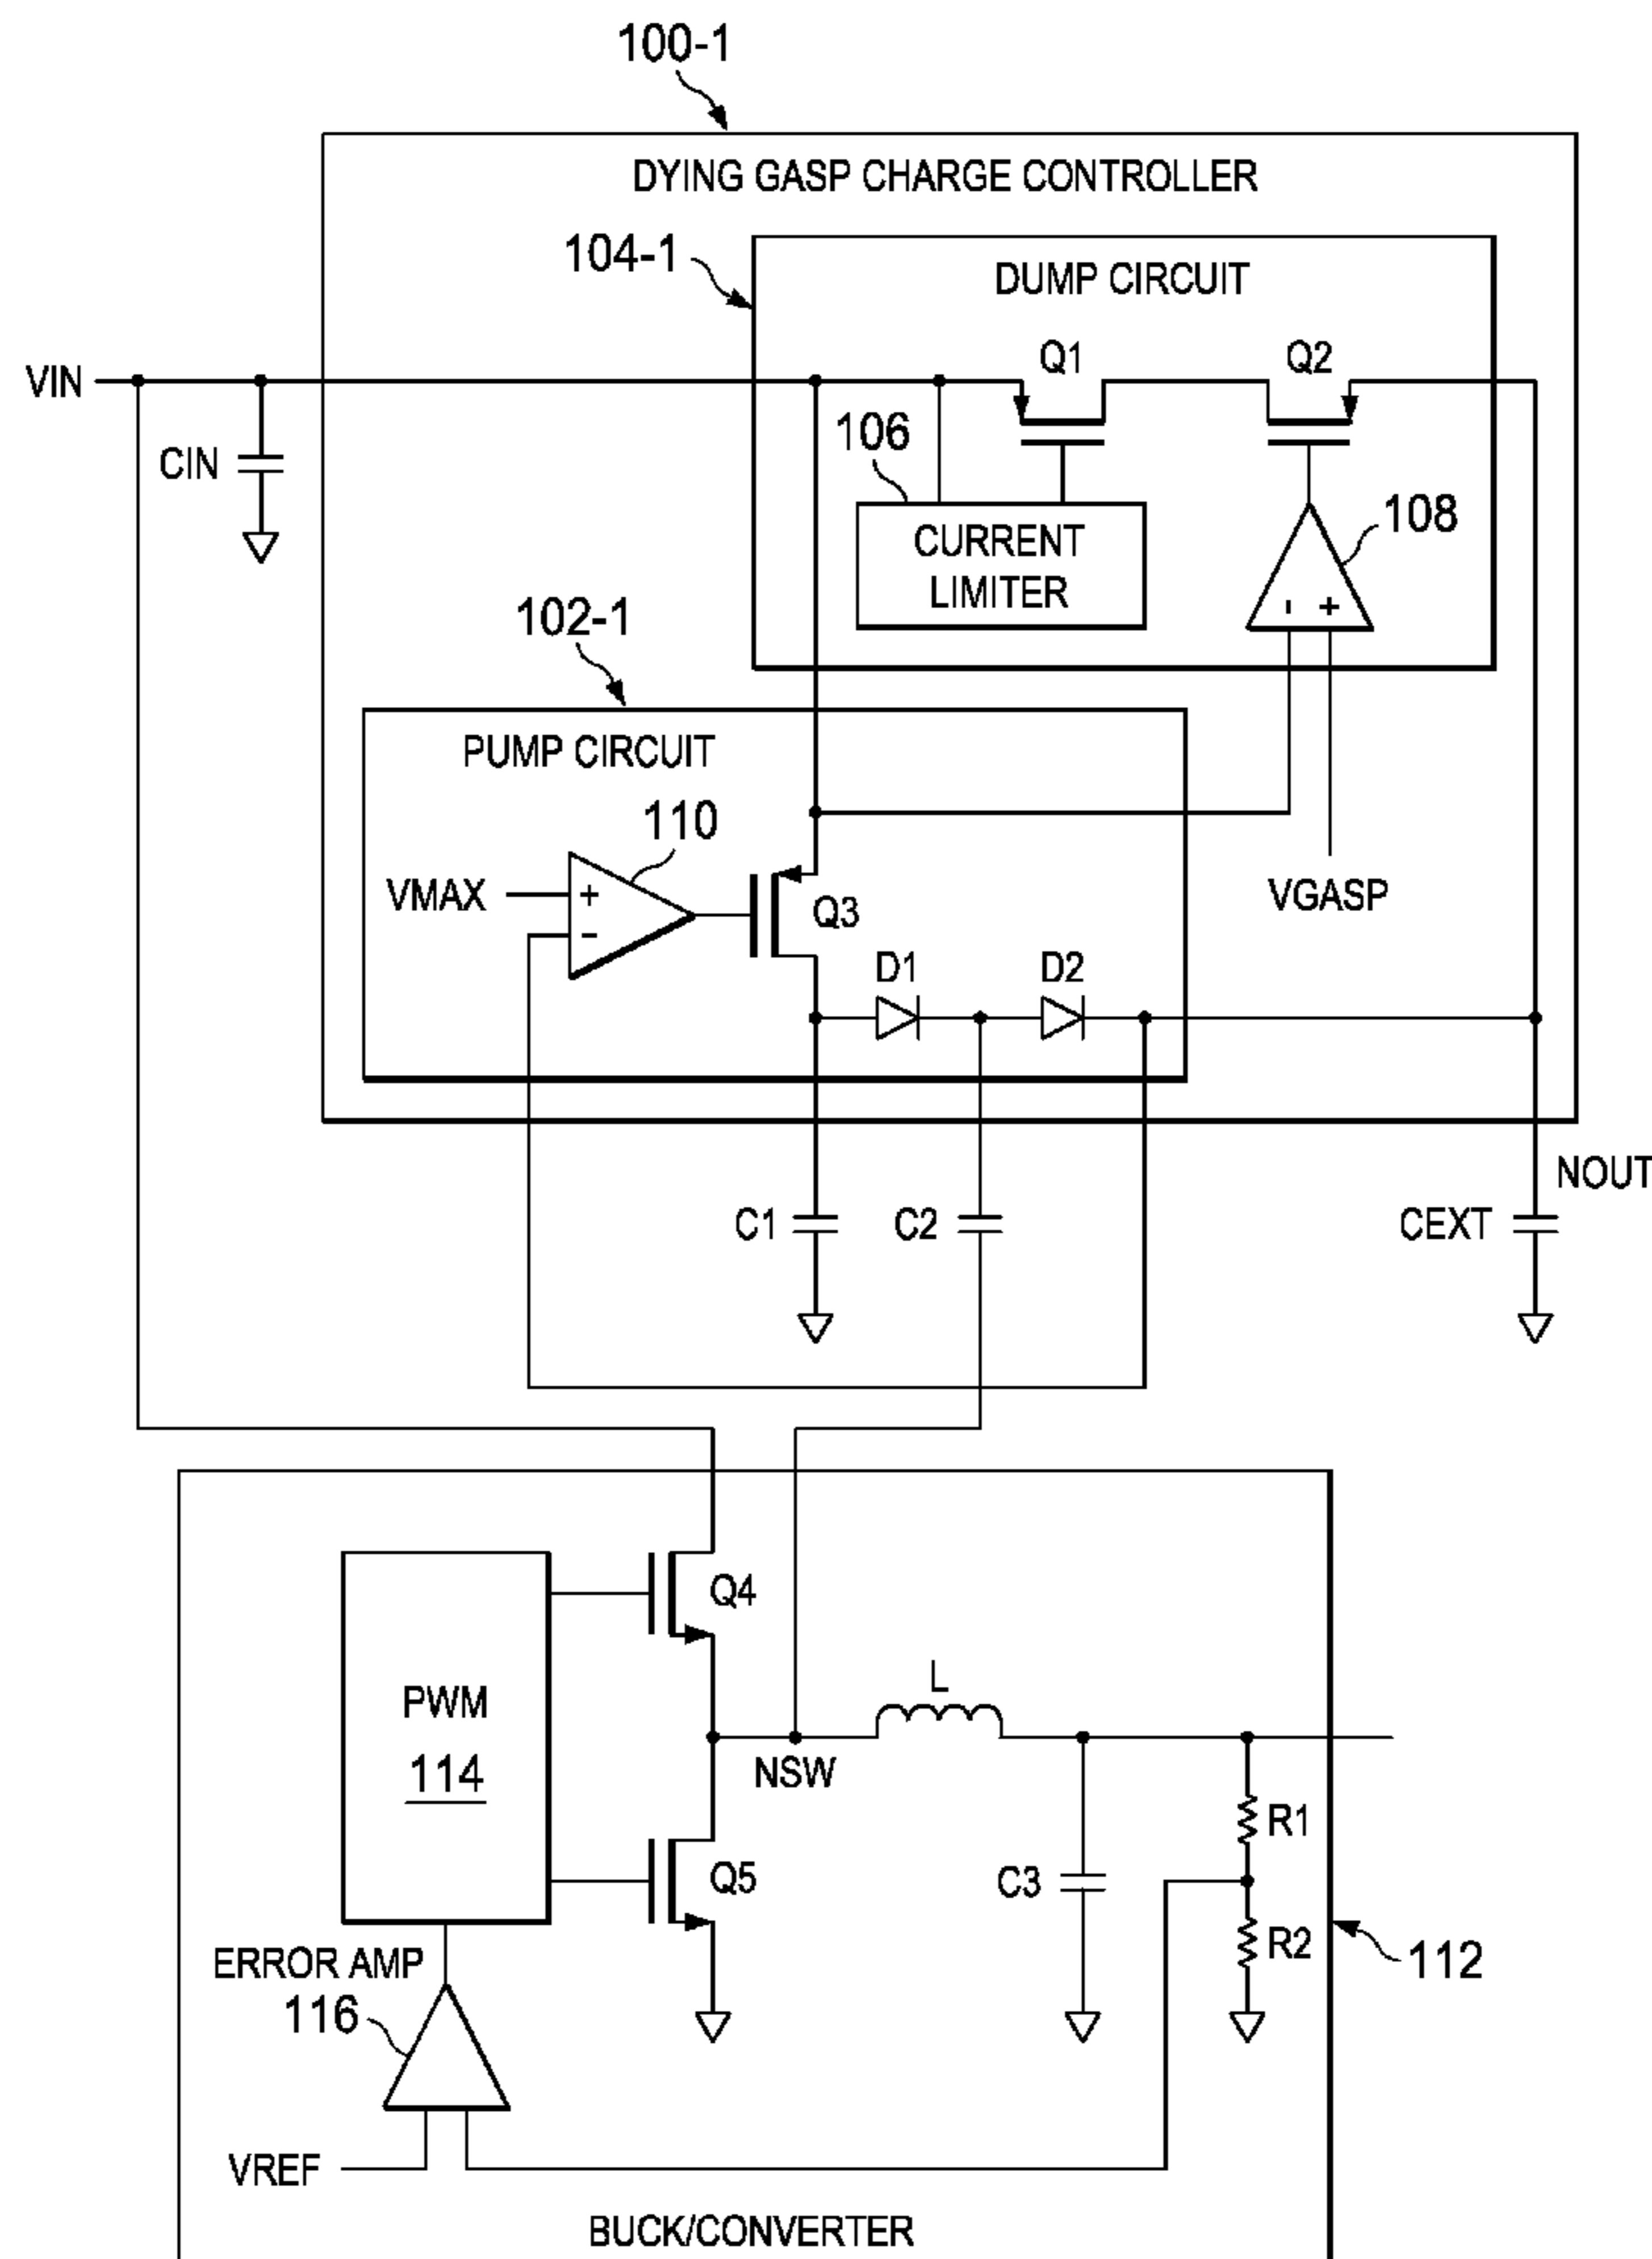 100-1
DYING GASP CHARGE CONTROLLER
104-1
DUMP CIRCUIT
Q1
Q2
VIN
106
CIN
108
CURRENT
LIMITER
- +
102-1
PUMP CIRCUIT
110
VMAX
+
-
Q3
VGASP
D1
D2
NOUT
C1
C2
CEXT
Q4
PWM
114
L
NSW
R1
Q5
C3
R2
112
ERROR AMP
116
VREF
BUCK/CONVERTER